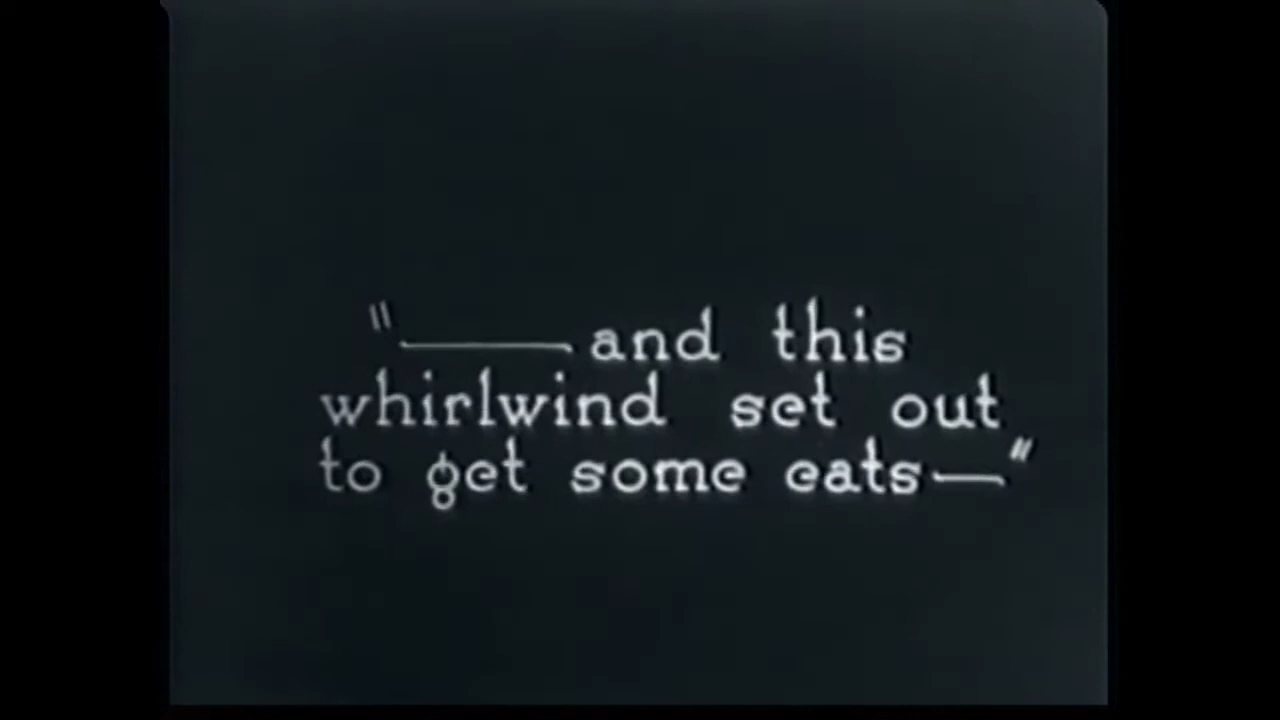 "—— and this
whirlwind set out
to get some eats—"